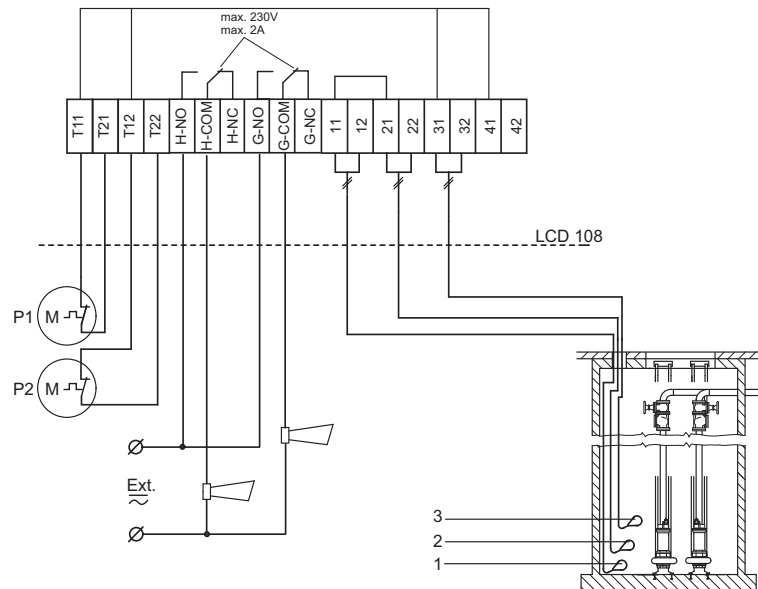 max. 230V
max. 2A
T11
T21
T12
T22
H-NO
H-COM
H-NC
G-NO
G-COM
G-NC
11
12
21
22
31
32
41
42
LCD 108
P1
M
P2
M
Ext.
3
2
1